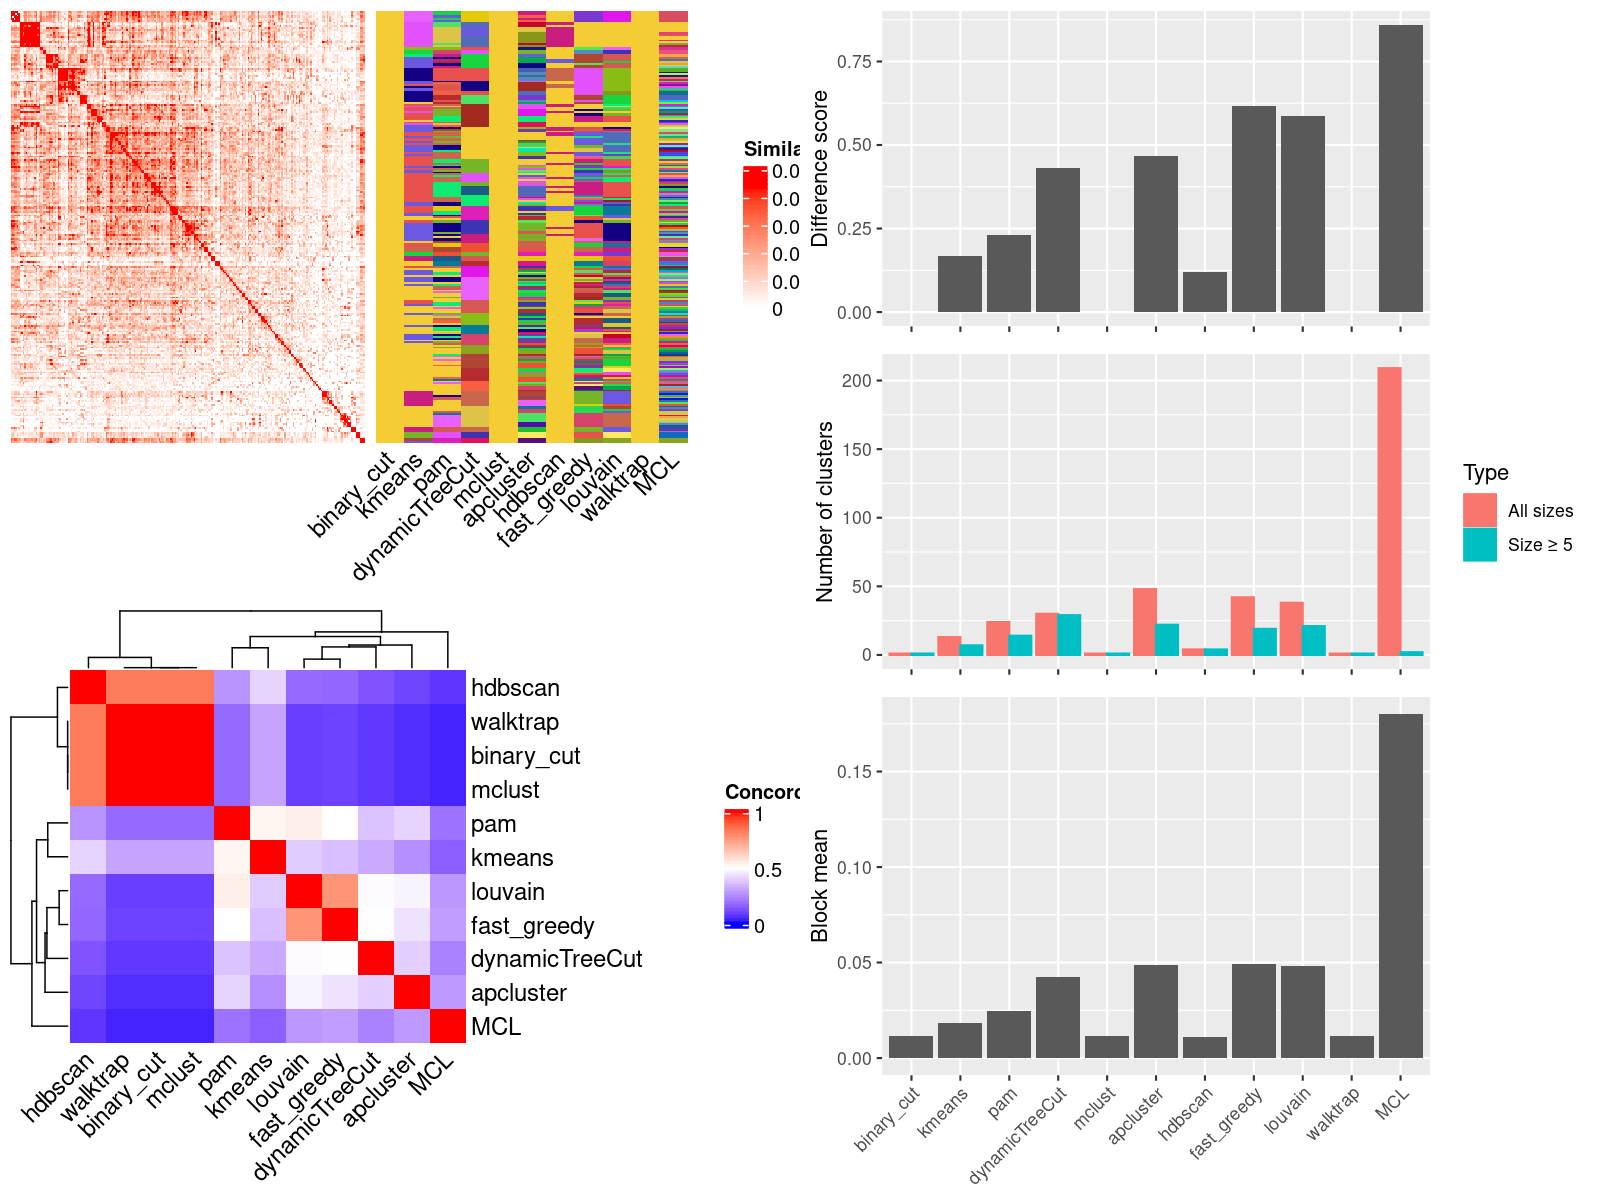 Simila
0.0
0.0
0.0
0.0
0.0
0
binary_cut
kmeans
pam
dynamicTreeCut
mclust
apcluster
hdbscan
fast_greedy
louvain
walktrap
MCL
Difference score
0.75
0.50
0.25
0.00
Number of clusters
200
150
100
50
0
Type
All sizes
Size ≥ 5
hdbscan
walktrap
binary_cut
mclust
pam
kmeans
louvain
fast_greedy
dynamicTreeCut
apcluster
MCL
hdbscan
walktrap
binary_cut
mclust
pam
kmeans
louvain
fast_greedy
dynamicTreeCut
apcluster
MCL
Concord
1
0.5
0
Block mean
0.15
0.10
0.05
0.00
binary_cut
kmeans
pam
dynamicTreeCut
mclust
apcluster
hdbscan
fast_greedy
louvain
walktrap
MCL